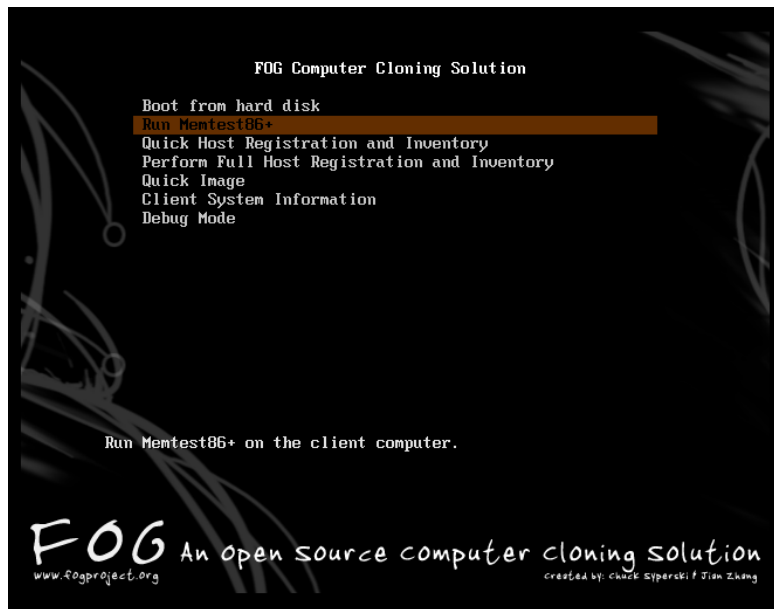 FOG Computer Cloning Solution
Boot from hard disk
Run Memtest86+
Quick Host Registration and Inventory
Perform Full Host Registration and Inventory
Quick Image
Client System Information
Debug Mode
Run Memtest86+ on the client computer.
FOG An open source computer cloning solution
www.fogproject.org created by: Chuck Syperski & Jian Zhang